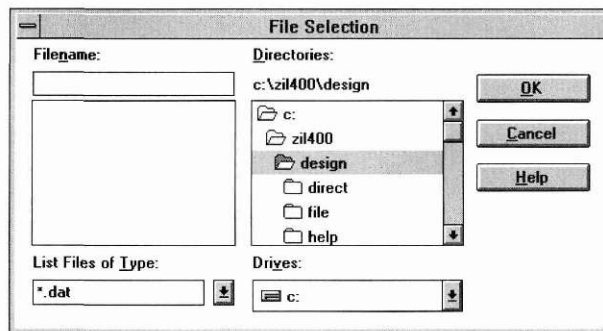 File Selection
Filename:
Directories:
c:\zil400\design
c:
zil400
design
direct
file
help
OK
Cancel
Help
List Files of Type:
*.dat
Drives:
c: